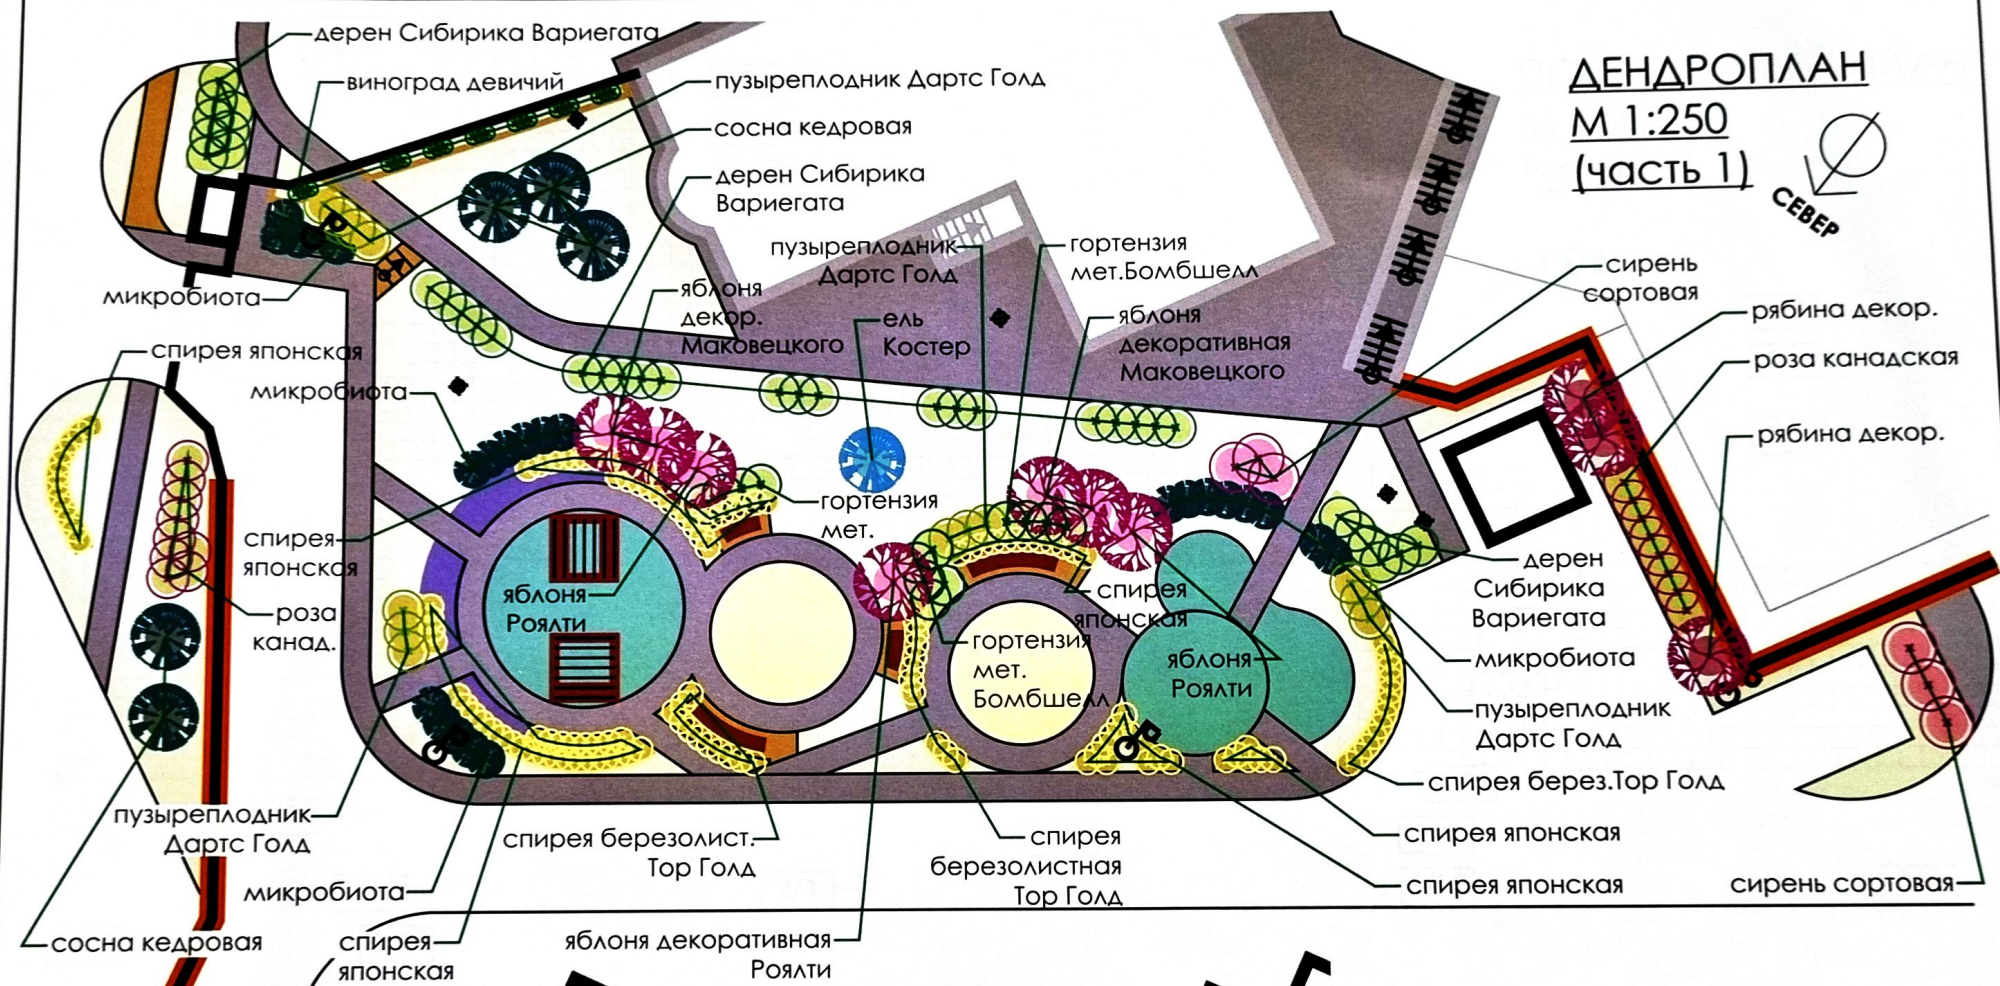 дерен Сибирика Вариегата
виноград девичий
пузыреплодник Дартс Голд
сосна кедровая
дерен Сибирика
Вариегата
ДЕНДРОПЛАН
М 1:250
(часть 1)
СЕВЕР
микробиота
пузыреплодник
Дартс Голд
гортензия
мет.Бомбшелл
яблоня
декор.
Маковецкого
ель
Костер
яблоня
декоративная
Маковецкого
сирень
сортовая
рябина декор.
роза канадская
рябина декор.
спирея японская
микробиота
гортензия
мет.
спирея
японская
яблоня
Роялти
роза
канад.
спирея
японская
гортензия
мет.
Бомбшелл
яблоня
Роялти
дерен
Сибирика
Вариегата
микробиота
пузыреплодник
Дартс Голд
спирея берез.Тор Голд
спирея японская
спирея японская
сирень сортовая
пузыреплодник
Дартс Голд
микробиота
сосна кедровая
спирея
японская
спирея березолист.
Тор Голд
спирея
березолистная
Тор Голд
яблоня декоративная
Роялти